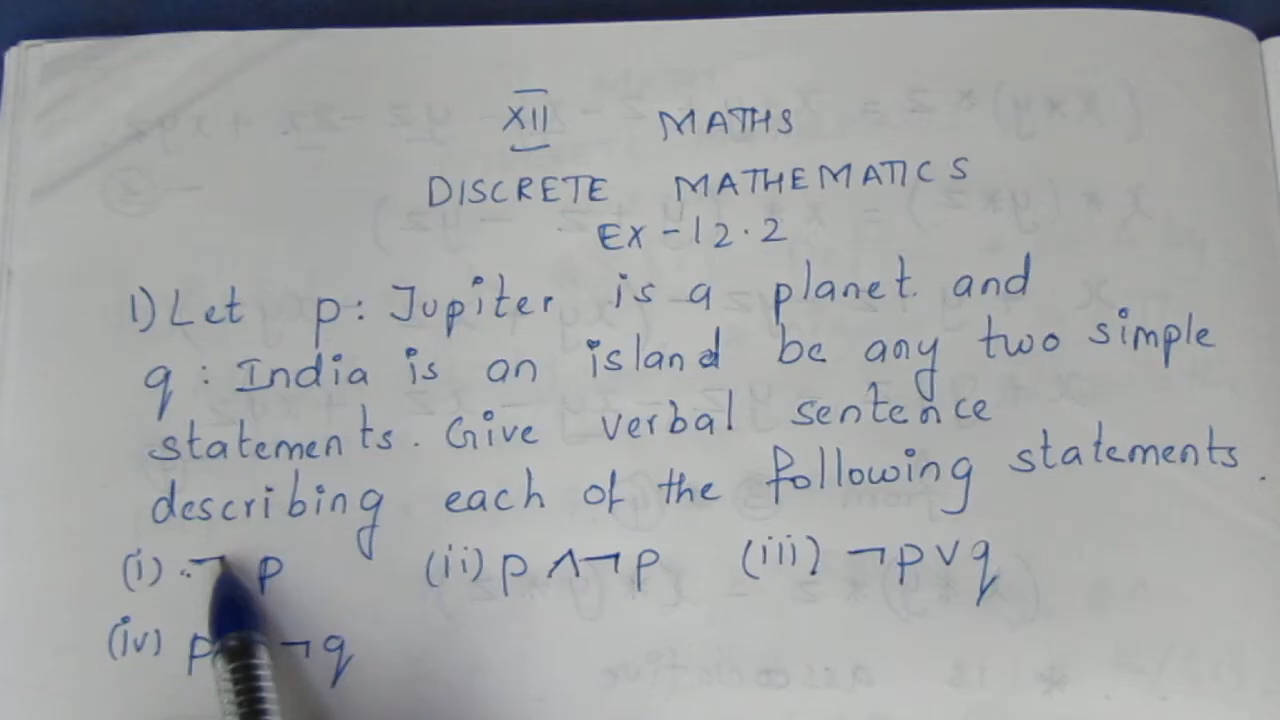 XII MATHS
DISCRETE MATHEMATICS
EX-12.2
1) Let p: Jupiter is a planet and
q: India is an island be any two simple
statements. Give verbal sentence
describing each of the following statements.
(i) ¬ p (ii) p ∧ ¬ p (iii) ¬ p ∨ q
(iv) p ¬ q